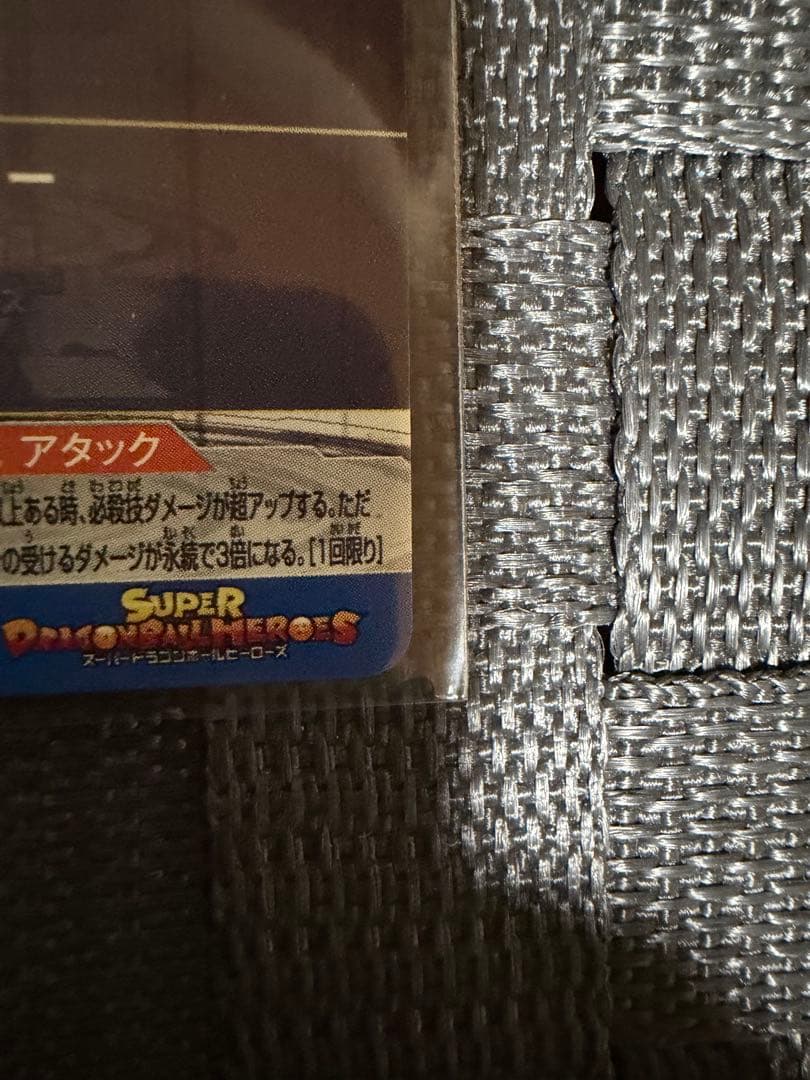 アタック
上ある時、必殺技ダメージが超アップする。ただ
の受けるダメージが永続で3倍になる。[1回限り]
SUPER
DRAGONBALL HEROES
スーパードラゴンボールヒーローズ